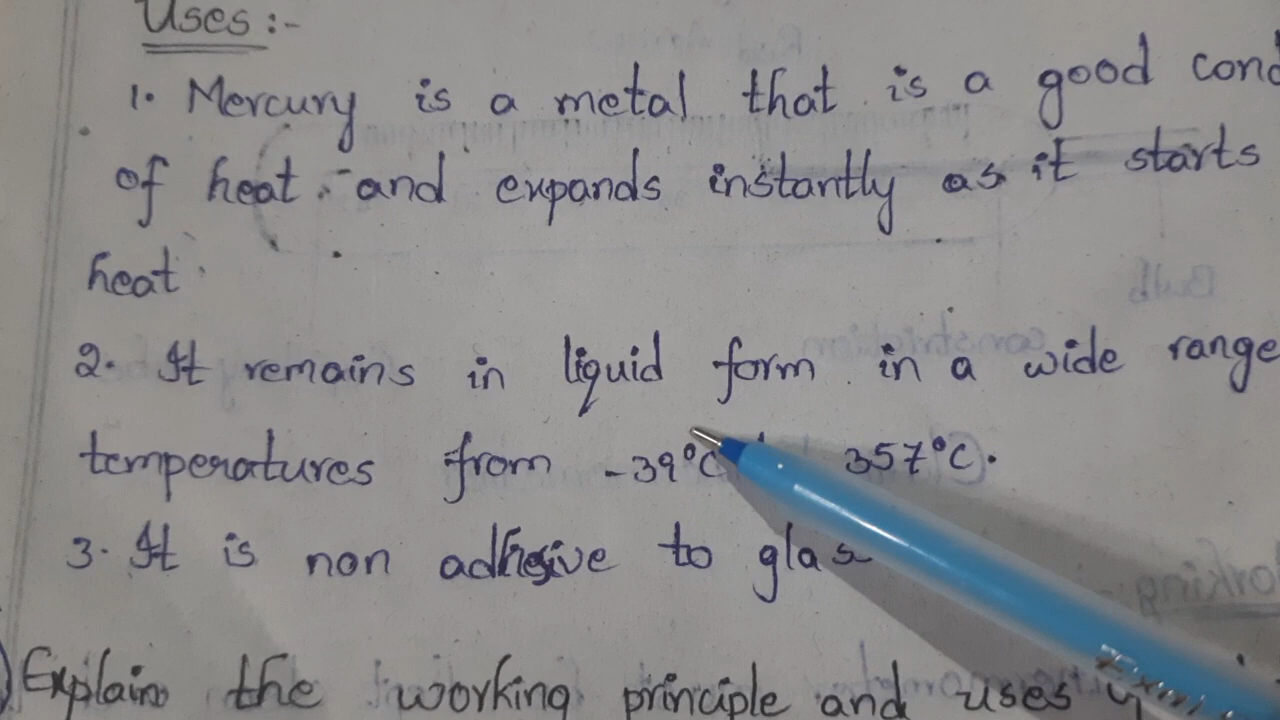 Uses :-
1. Mercury is a metal that is a good cond
of heat. and expands instantly as it starts
heat.
2. It remains in liquid form in a wide range
temperatures from -39°C 357°C.
3. It is non adhesive to glas
Explain the working principle and uses